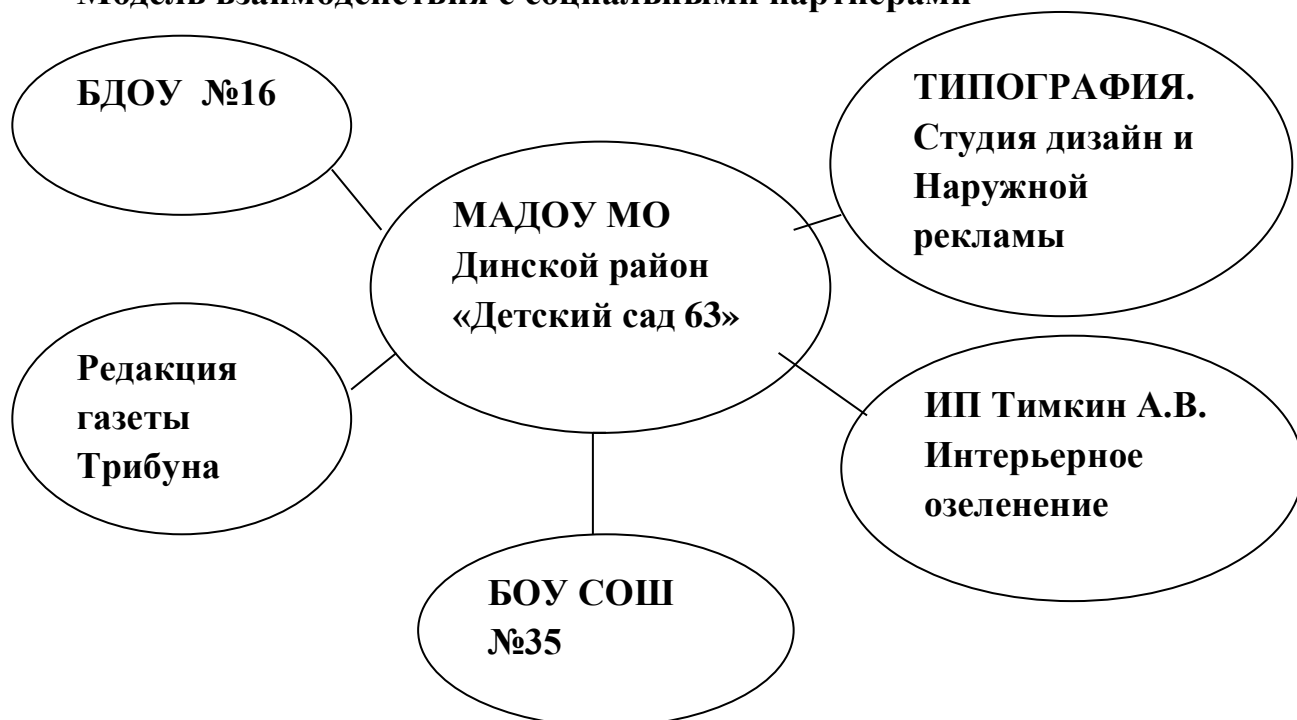 Модель взаимодействия с социальными партнерами
БДОУ №16
ТИПОГРАФИЯ.
Студия дизайн и
Наружной
рекламы
МАДОУ МО
Динской район
«Детский сад 63»
Редакция
газеты
Трибуна
ИП Тимкин А.В.
Интерьерное
озеленение
БОУ СОШ
№35